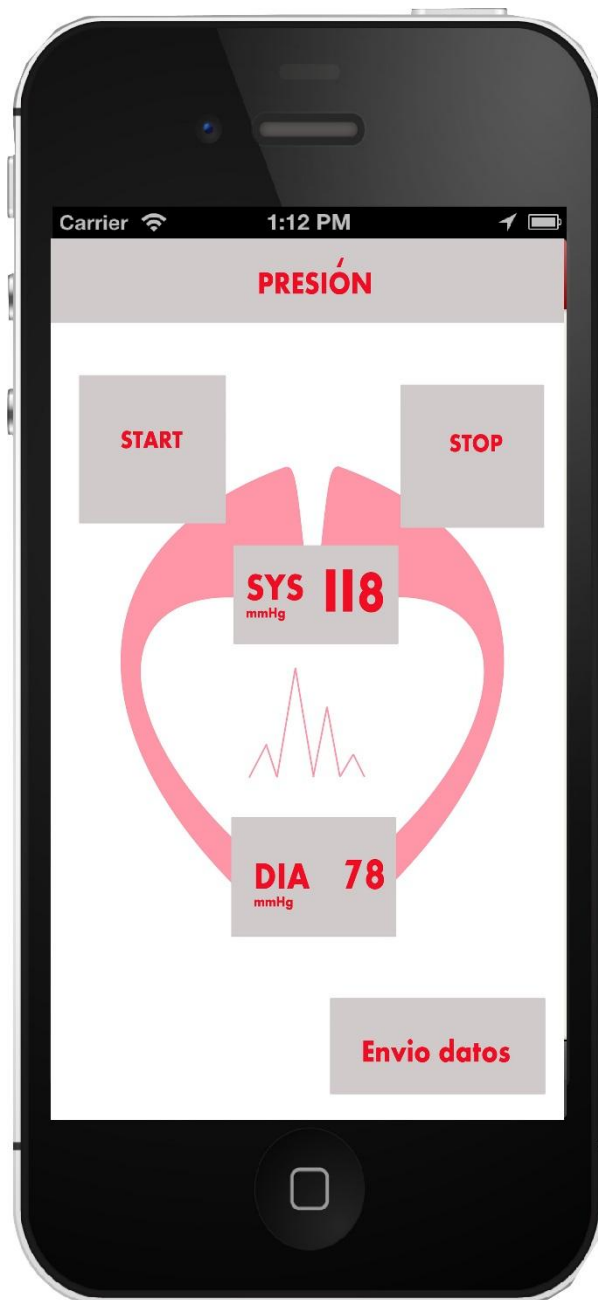 Carrier 1:12 PM
PRESIÓN
START
STOP
SYS 118
mmHg
DIA 78
mmHg
Envio datos